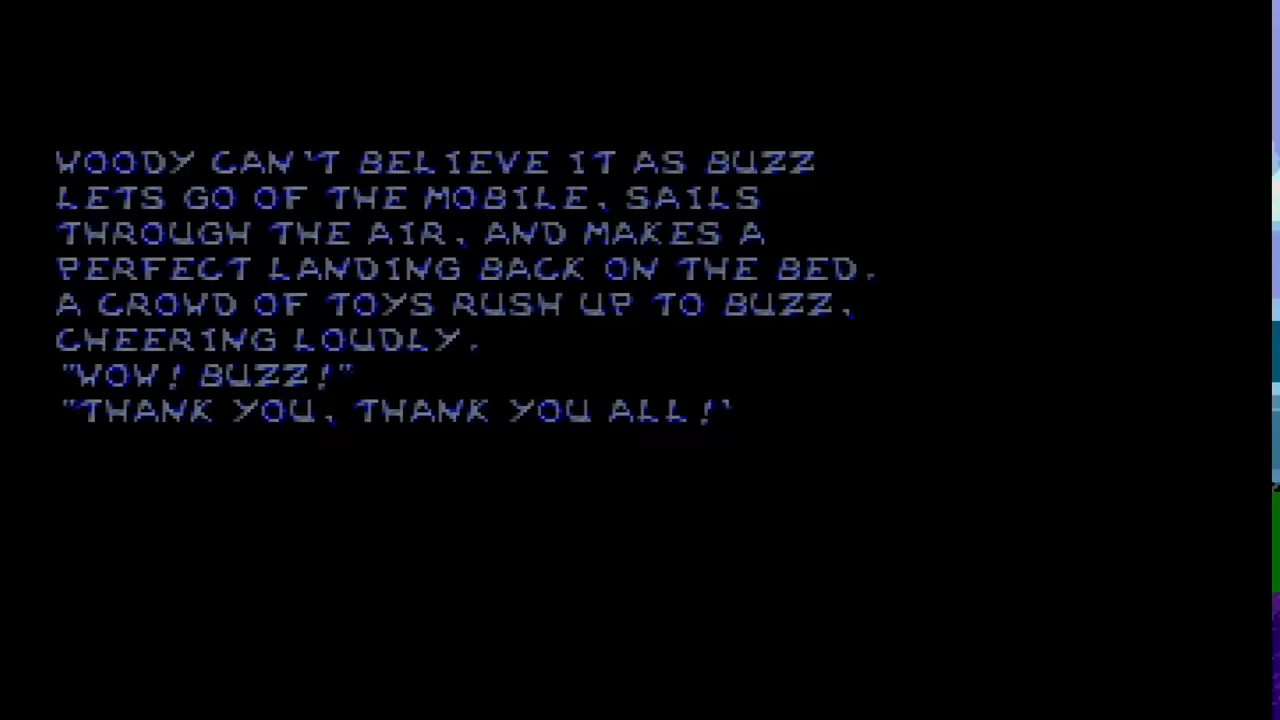 WOODY CAN'T BELIEVE IT AS BUZZ
LETS GO OF THE MOBILE, SAILS
THROUGH THE AIR, AND MAKES A
PERFECT LANDING BACK ON THE BED.
A CROWD OF TOYS RUSH UP TO BUZZ,
CHEERING LOUDLY.
"WOW! BUZZ!"
"THANK YOU, THANK YOU ALL!'